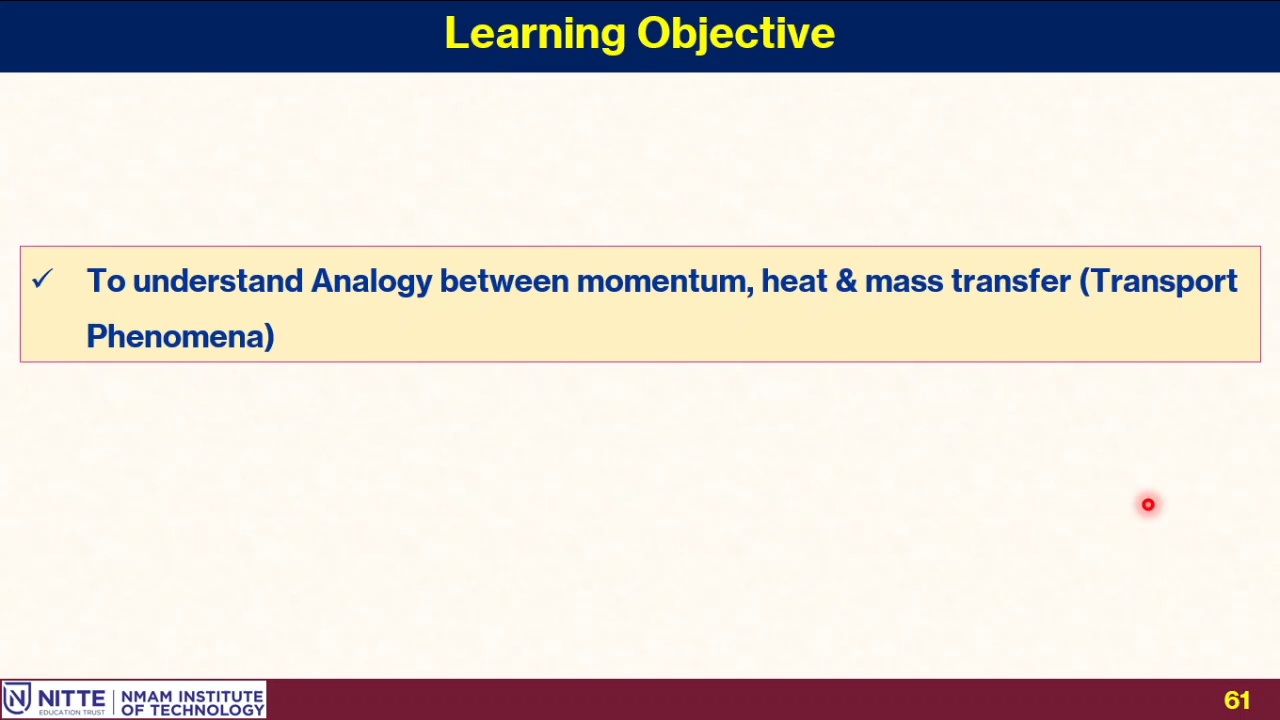 Learning Objective
✓ To understand Analogy between momentum, heat & mass transfer (Transport
Phenomena)
NITTE
EDUCATION TRUST
NMAM INSTITUTE
OF TECHNOLOGY
61